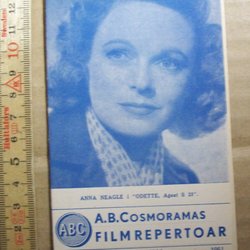 ANNA NEAGLE i "ODETTE, Agent S 23".
ABC
A.B. COSMORAMAS
FILMREPERTOAR